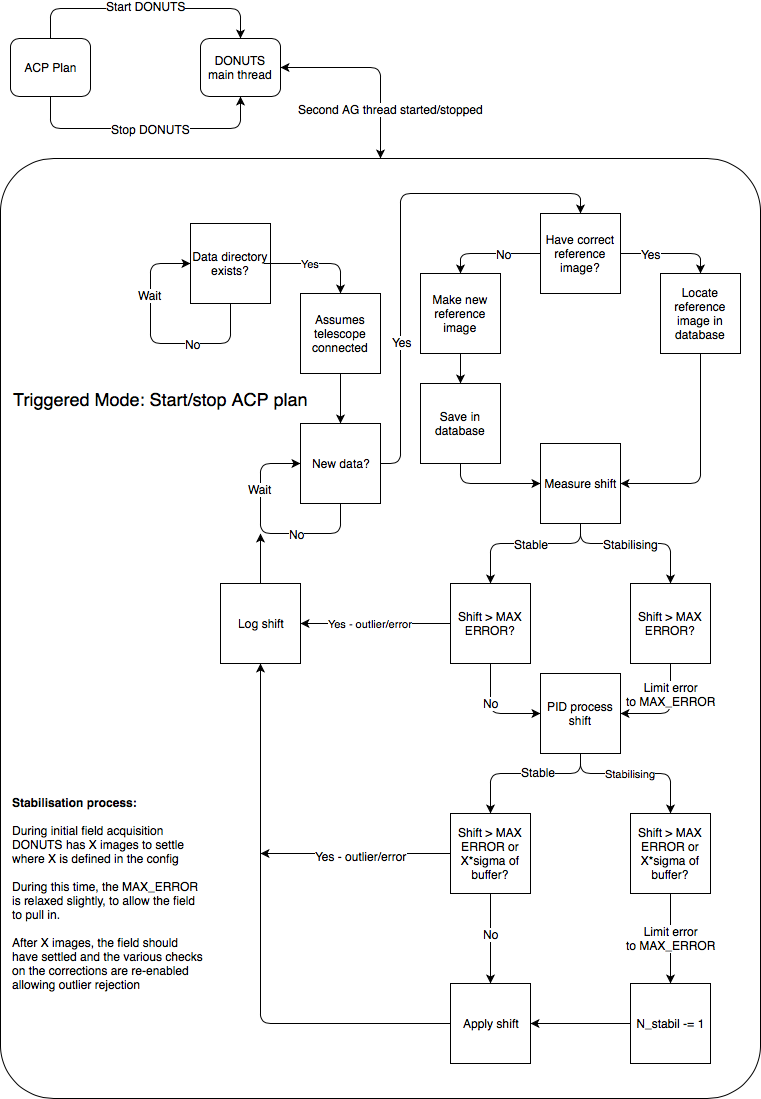 Start DONUTS
ACP Plan
DONUTS
main thread
Second AG thread started/stopped
Stop DONUTS
Data directory
exists?
Yes
Wait
No
Assumes
telescope
connected
Have correct
reference
image?
No
Yes
Make new
reference
image
Locate
reference
image in
database
Yes
Triggered Mode: Start/stop ACP plan
Save in
database
New data?
Wait
No
Measure shift
Stable
Stabilising
Log shift
Yes - outlier/error
Shift > MAX
ERROR?
Shift > MAX
ERROR?
No
Limit error
to MAX_ERROR
PID process
shift
Stable
Stabilising
Stabilisation process:
During initial field acquisition
DONUTS has X images to settle
where X is defined in the config
During this time, the MAX_ERROR
is relaxed slightly, to allow the field
to pull in.
After X images, the field should
have settled and the various checks
on the corrections are re-enabled
allowing outlier rejection
Yes - outlier/error
Shift > MAX
ERROR or
X*sigma of
buffer?
Shift > MAX
ERROR or
X*sigma of
buffer?
No
Limit error
to MAX_ERROR
Apply shift
N_stabil -= 1